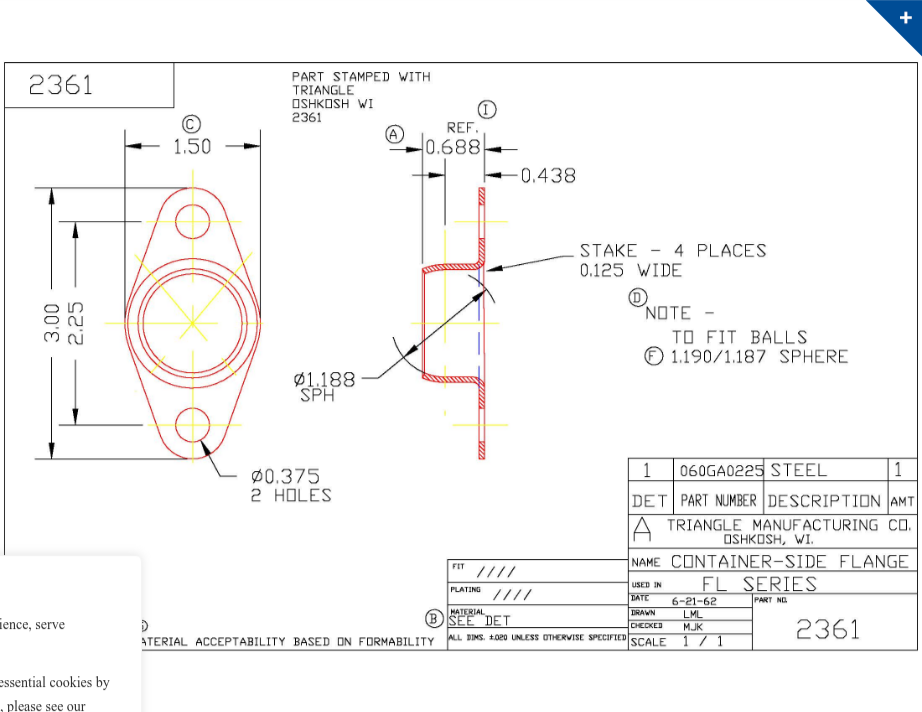 +
2361
PART STAMPED WITH
TRIANGLE
OSHKOSH WI
2361
C
1.50
I
A
REF.
0.688
0.438
3.00
2.25
STAKE - 4 PLACES
0.125 WIDE
D
NOTE -
TO FIT BALLS
F 1.190/1.187 SPHERE
Ø1.188
SPH
Ø0.375
2 HOLES
1 060GA0225 STEEL 1
DET PART NUMBER DESCRIPTION AMT
A TRIANGLE MANUFACTURING CO.
OSHKOSH, WI.
NAME CONTAINER-SIDE FLANGE
USED IN FL SERIES
DATE 6-21-62
DRAWN LML
CHECKED MJK
SCALE 1 / 1
PART NO.
2361
FIT ////
PLATING ////
B
MATERIAL
SEE DET
ALL DIMS. ±.020 UNLESS OTHERWISE SPECIFIED
ATERIAL ACCEPTABILITY BASED ON FORMABILITY
ience, serve
essential cookies by
, please see our